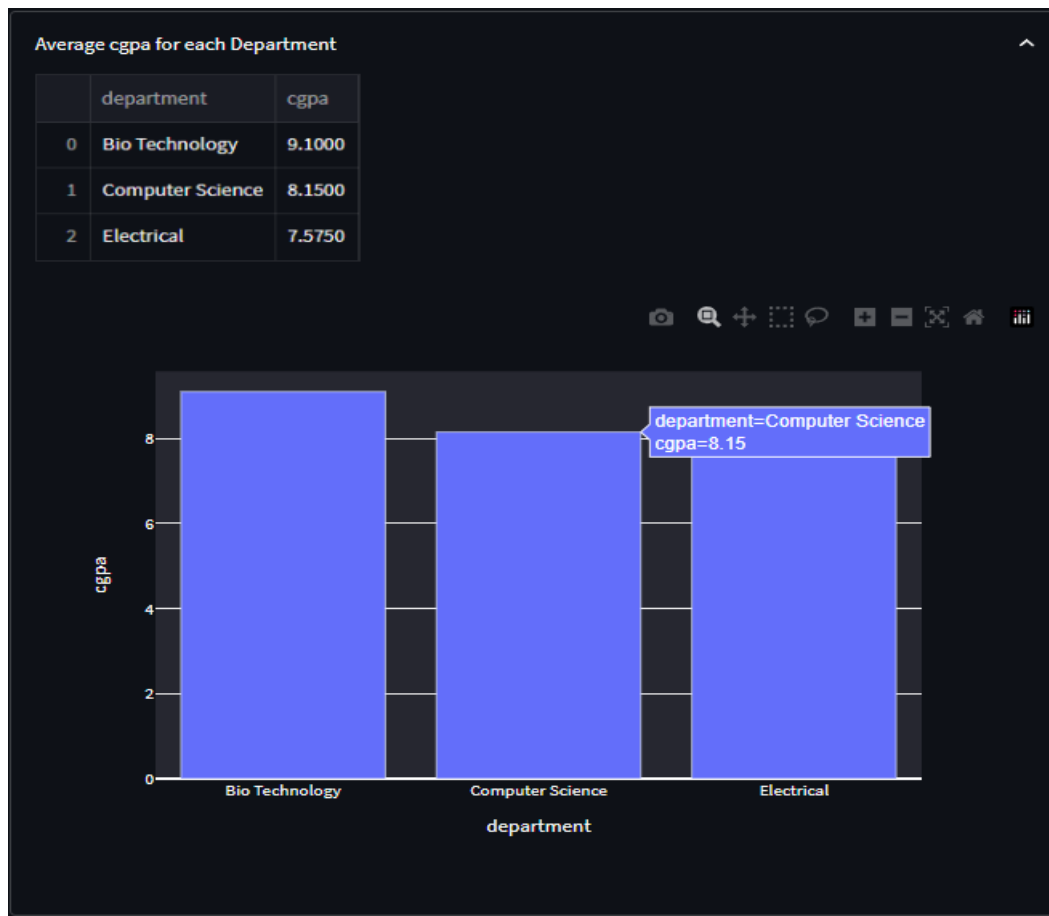 Average cgpa for each Department
department cgpa
0 Bio Technology 9.1000
1 Computer Science 8.1500
2 Electrical 7.5750
department=Computer Science
cgpa=8.15
8
6
4
2
0
cgpa
Bio Technology Computer Science Electrical
department